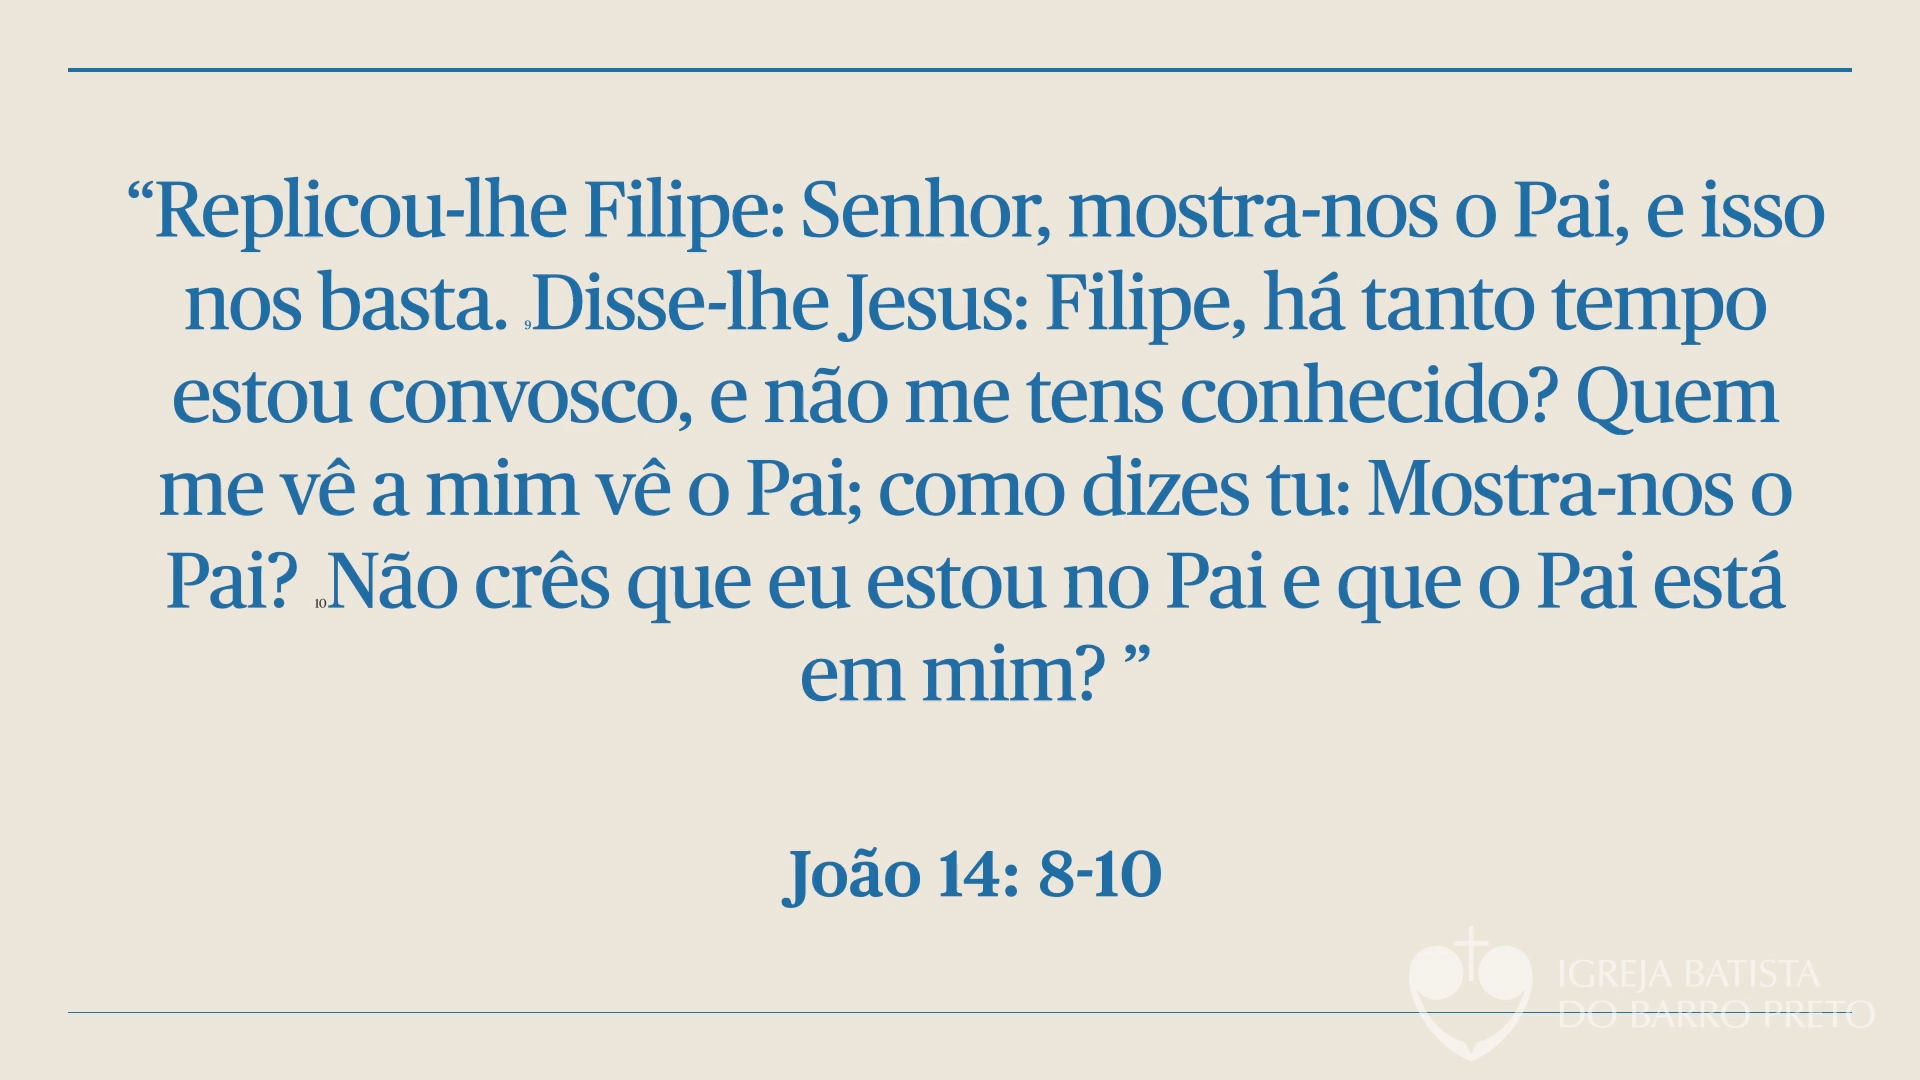 “Replicou-lhe Filipe: Senhor, mostra-nos o Pai, e isso
nos basta. 9Disse-lhe Jesus: Filipe, há tanto tempo
estou convosco, e não me tens conhecido? Quem
me vê a mim vê o Pai; como dizes tu: Mostra-nos o
Pai? 10Não crês que eu estou no Pai e que o Pai está
em mim? ”
João 14: 8-10
IGREJA BATISTA
DO BARRO PRETO